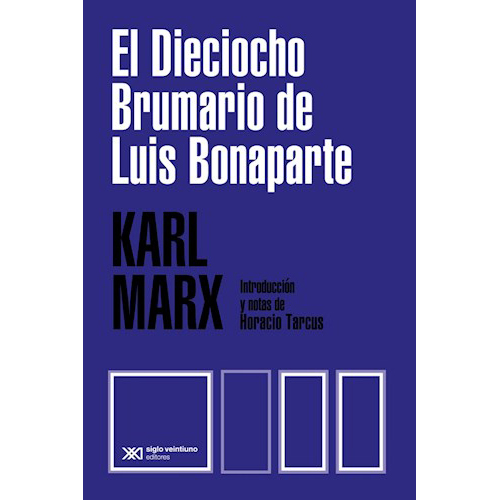 El Dieciocho
Brumario de
Luis Bonaparte
KARL
MARX
Introducción
y notas de
Horacio Tarcus
siglo veintiuno
editores